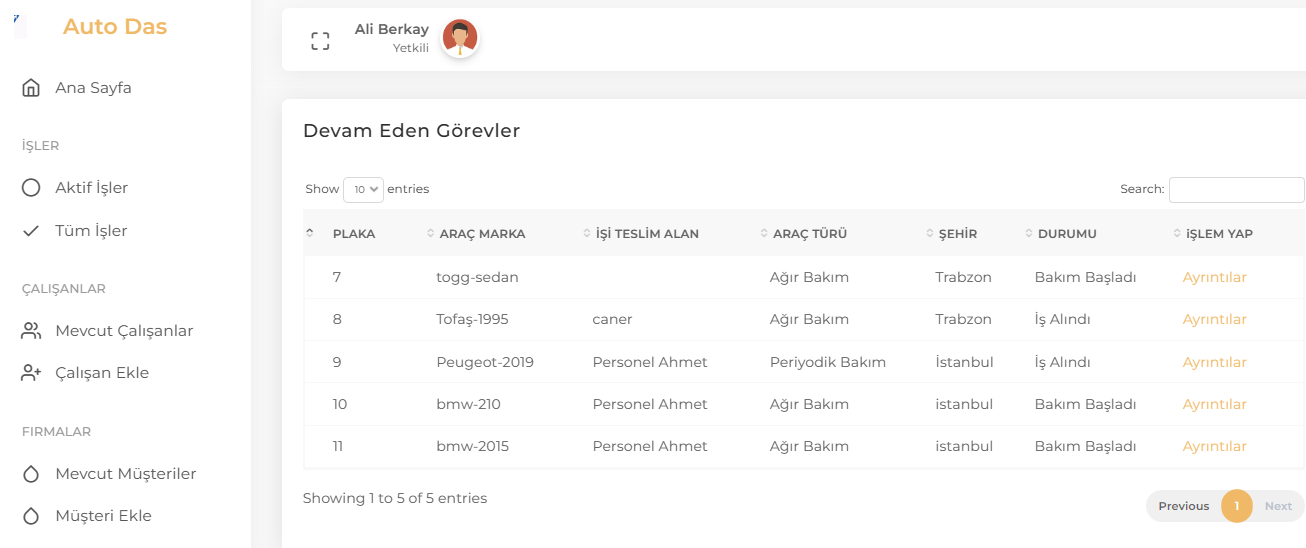 Auto Das
Ana Sayfa
İŞLER
Aktif İşler
Tüm İşler
ÇALIŞANLAR
Mevcut Çalışanlar
Çalışan Ekle
FIRMALAR
Mevcut Müşteriler
Müşteri Ekle
Ali Berkay
Yetkili
Devam Eden Görevler
Show 10 entries
Search:
PLAKA ARAÇ MARKA İŞİ TESLİM ALAN ARAÇ TÜRÜ ŞEHİR DURUMU İŞLEM YAP
7 togg-sedan Ağır Bakım Trabzon Bakım Başladı Ayrıntılar
8 Tofaş-1995 caner Ağır Bakım Trabzon İş Alındı Ayrıntılar
9 Peugeot-2019 Personel Ahmet Periyodik Bakım İstanbul İş Alındı Ayrıntılar
10 bmw-210 Personel Ahmet Ağır Bakım istanbul Bakım Başladı Ayrıntılar
11 bmw-2015 Personel Ahmet Ağır Bakım istanbul Bakım Başladı Ayrıntılar
Showing 1 to 5 of 5 entries
Previous 1 Next